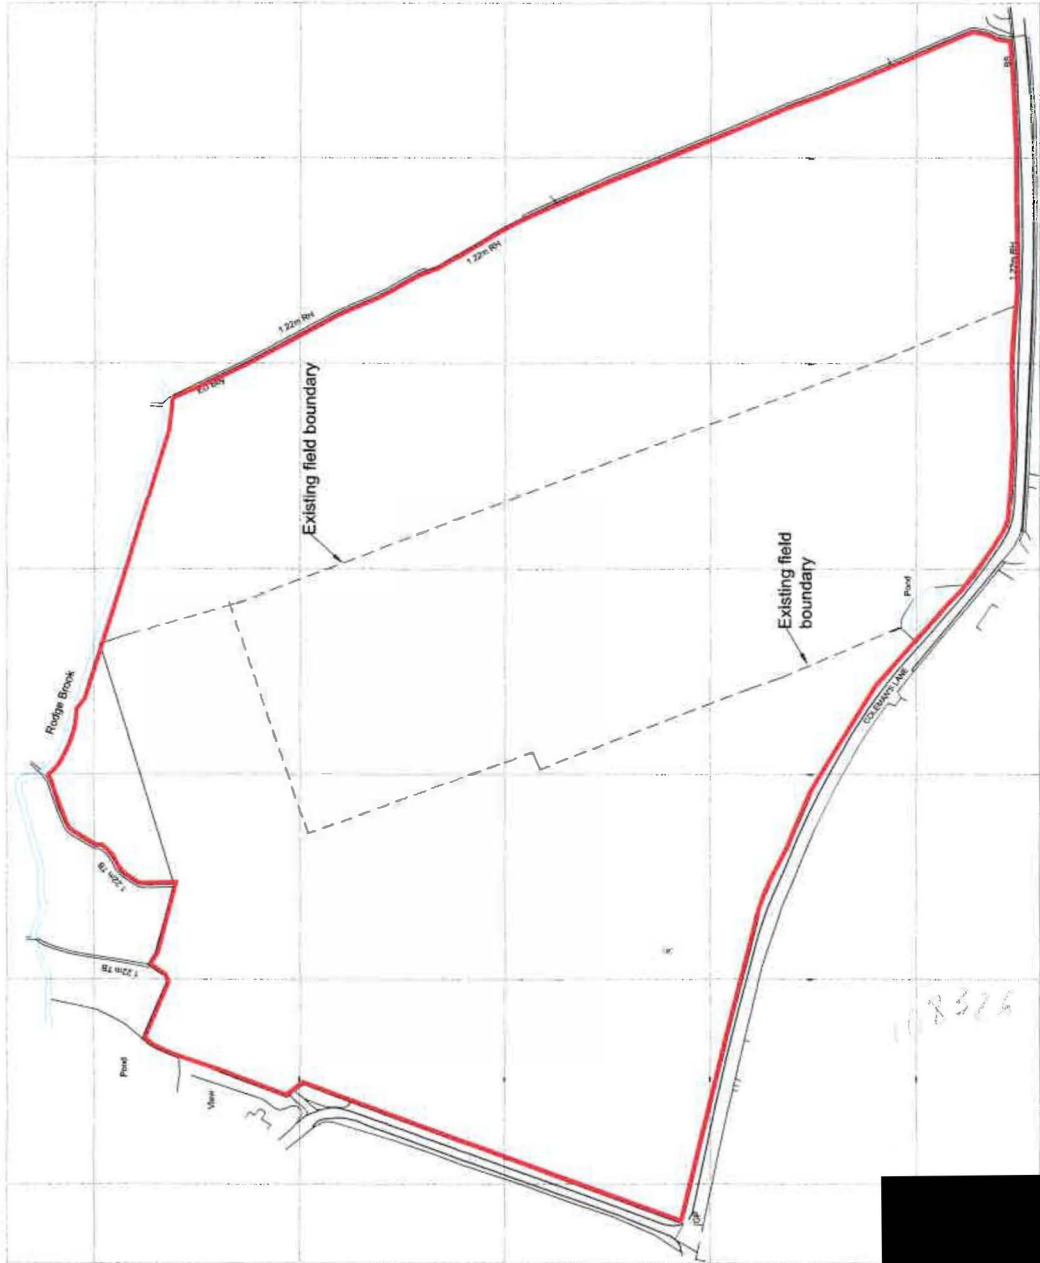 BS
1.22m RH
1.22m RH
1.22m RH
Existing field boundary
Existing field
boundary
Pond
COLEMAN'S LANE
Rodge Brook
1.22m TB
1.22m TB
Pond
View